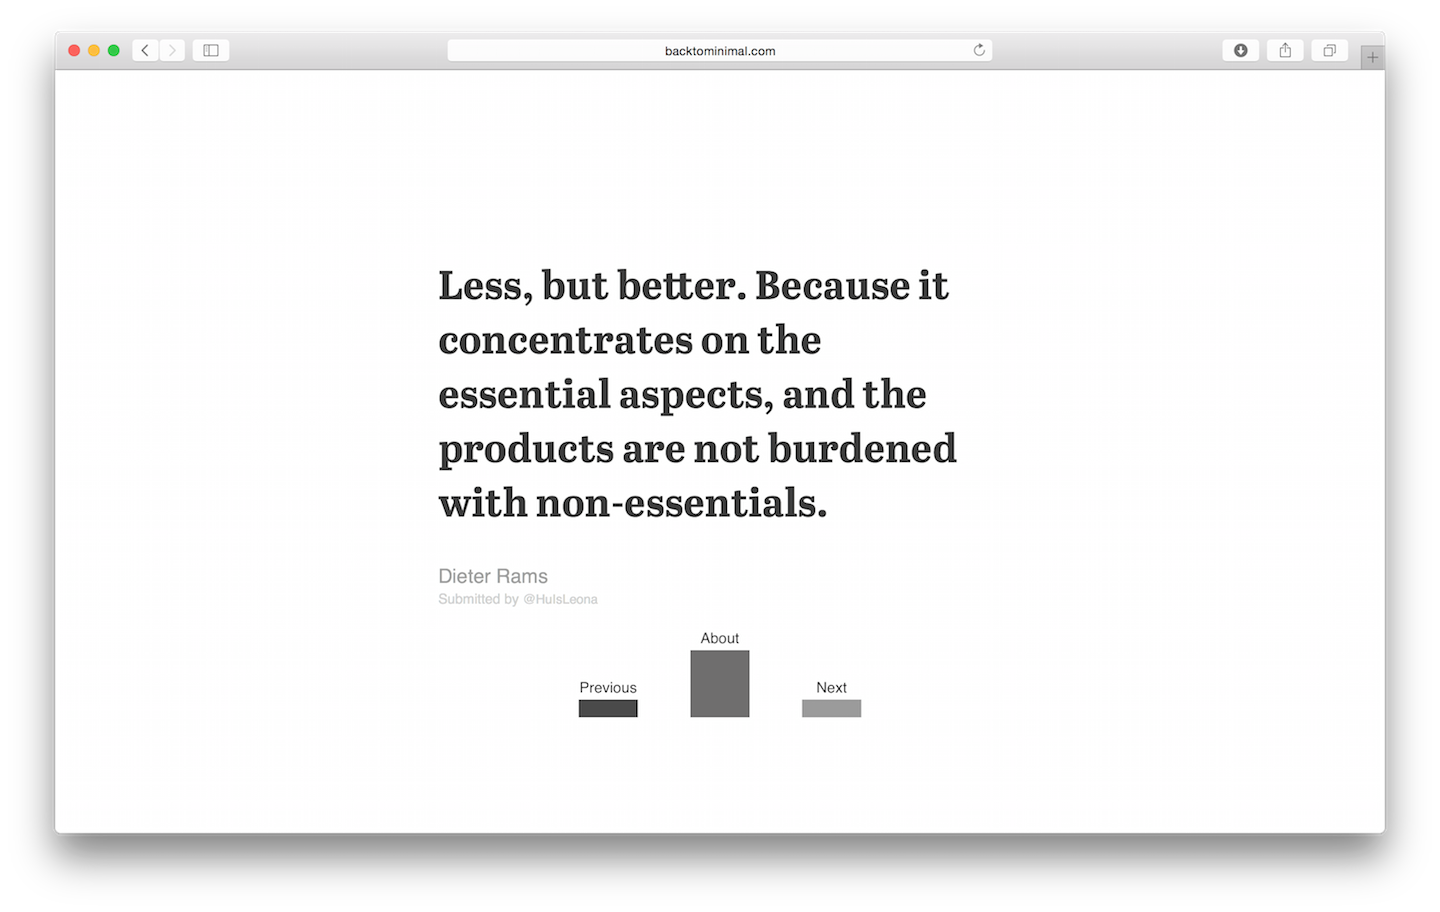 backtominimal.com
Less, but better. Because it
concentrates on the
essential aspects, and the
products are not burdened
with non-essentials.
Dieter Rams
Submitted by @HulsLeona
About
Previous
Next